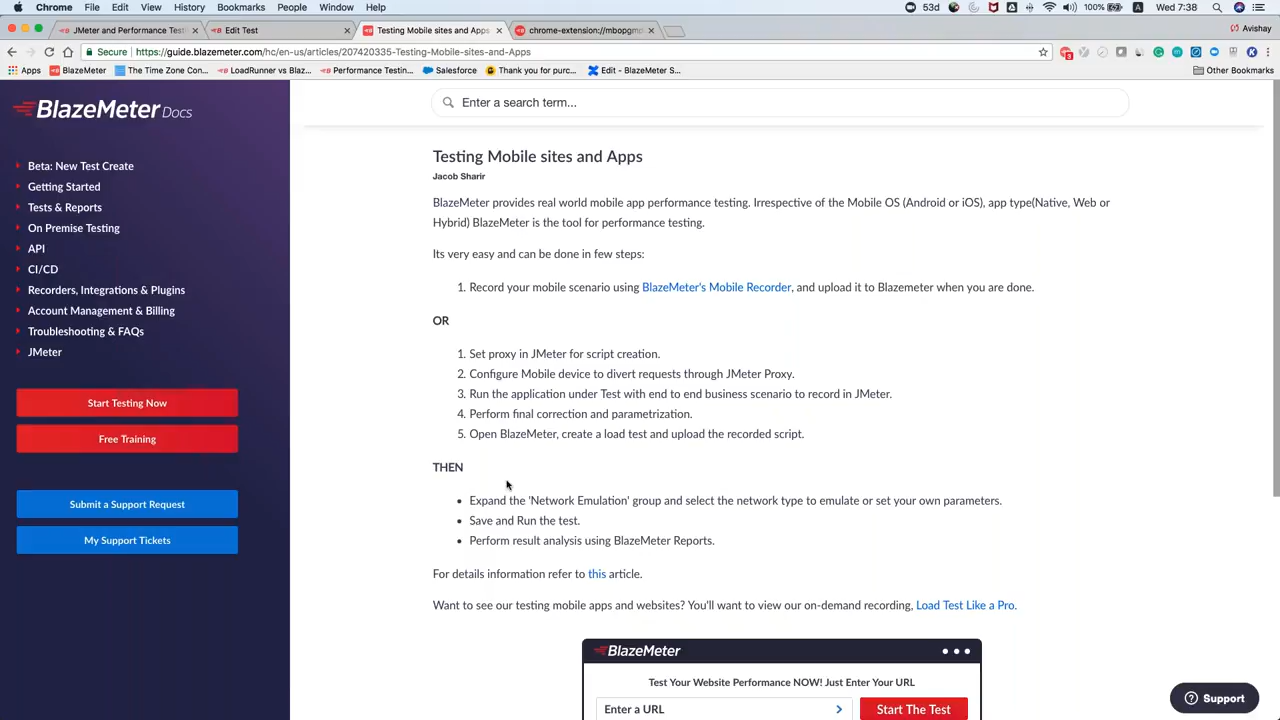 Chrome File Edit View History Bookmarks People Window Help 53d 100% Fri 7:38
JMeter and Performance Testin Edit Test Testing Mobile sites and Apps chrome-extension://mbopgmp Avishay
Secure https://guide.blazemeter.com/hc/en-us/articles/207420335-Testing-Mobile-sites-and-Apps
Apps BlazeMeter The Time Zone Con... LoadRunner vs Blaz... Performance Testin... Salesforce Thank you for purc... Edit - BlazeMeter S... Other Bookmarks
BlazeMeter Docs
Enter a search term...
Beta: New Test Create
Getting Started
Tests & Reports
On Premise Testing
API
CI/CD
Recorders, Integrations & Plugins
Account Management & Billing
Troubleshooting & FAQs
JMeter
Start Testing Now
Free Training
Submit a Support Request
My Support Tickets
Testing Mobile sites and Apps
Jacob Sharir
BlazeMeter provides real world mobile app performance testing. Irrespective of the Mobile OS (Android or iOS), app type(Native, Web or
Hybrid) BlazeMeter is the tool for performance testing.
Its very easy and can be done in few steps:
1. Record your mobile scenario using BlazeMeter's Mobile Recorder, and upload it to Blazemeter when you are done.
OR
1. Set proxy in JMeter for script creation.
2. Configure Mobile device to divert requests through JMeter Proxy.
3. Run the application under Test with end to end business scenario to record in JMeter.
4. Perform final correction and parametrization.
5. Open BlazeMeter, create a load test and upload the recorded script.
THEN
• Expand the 'Network Emulation' group and select the network type to emulate or set your own parameters.
• Save and Run the test.
• Perform result analysis using BlazeMeter Reports.
For details information refer to this article.
Want to see our testing mobile apps and websites? You'll want to view our on-demand recording, Load Test Like a Pro.
BlazeMeter
Test Your Website Performance NOW! Just Enter Your URL
Enter a URL Start The Test
Support